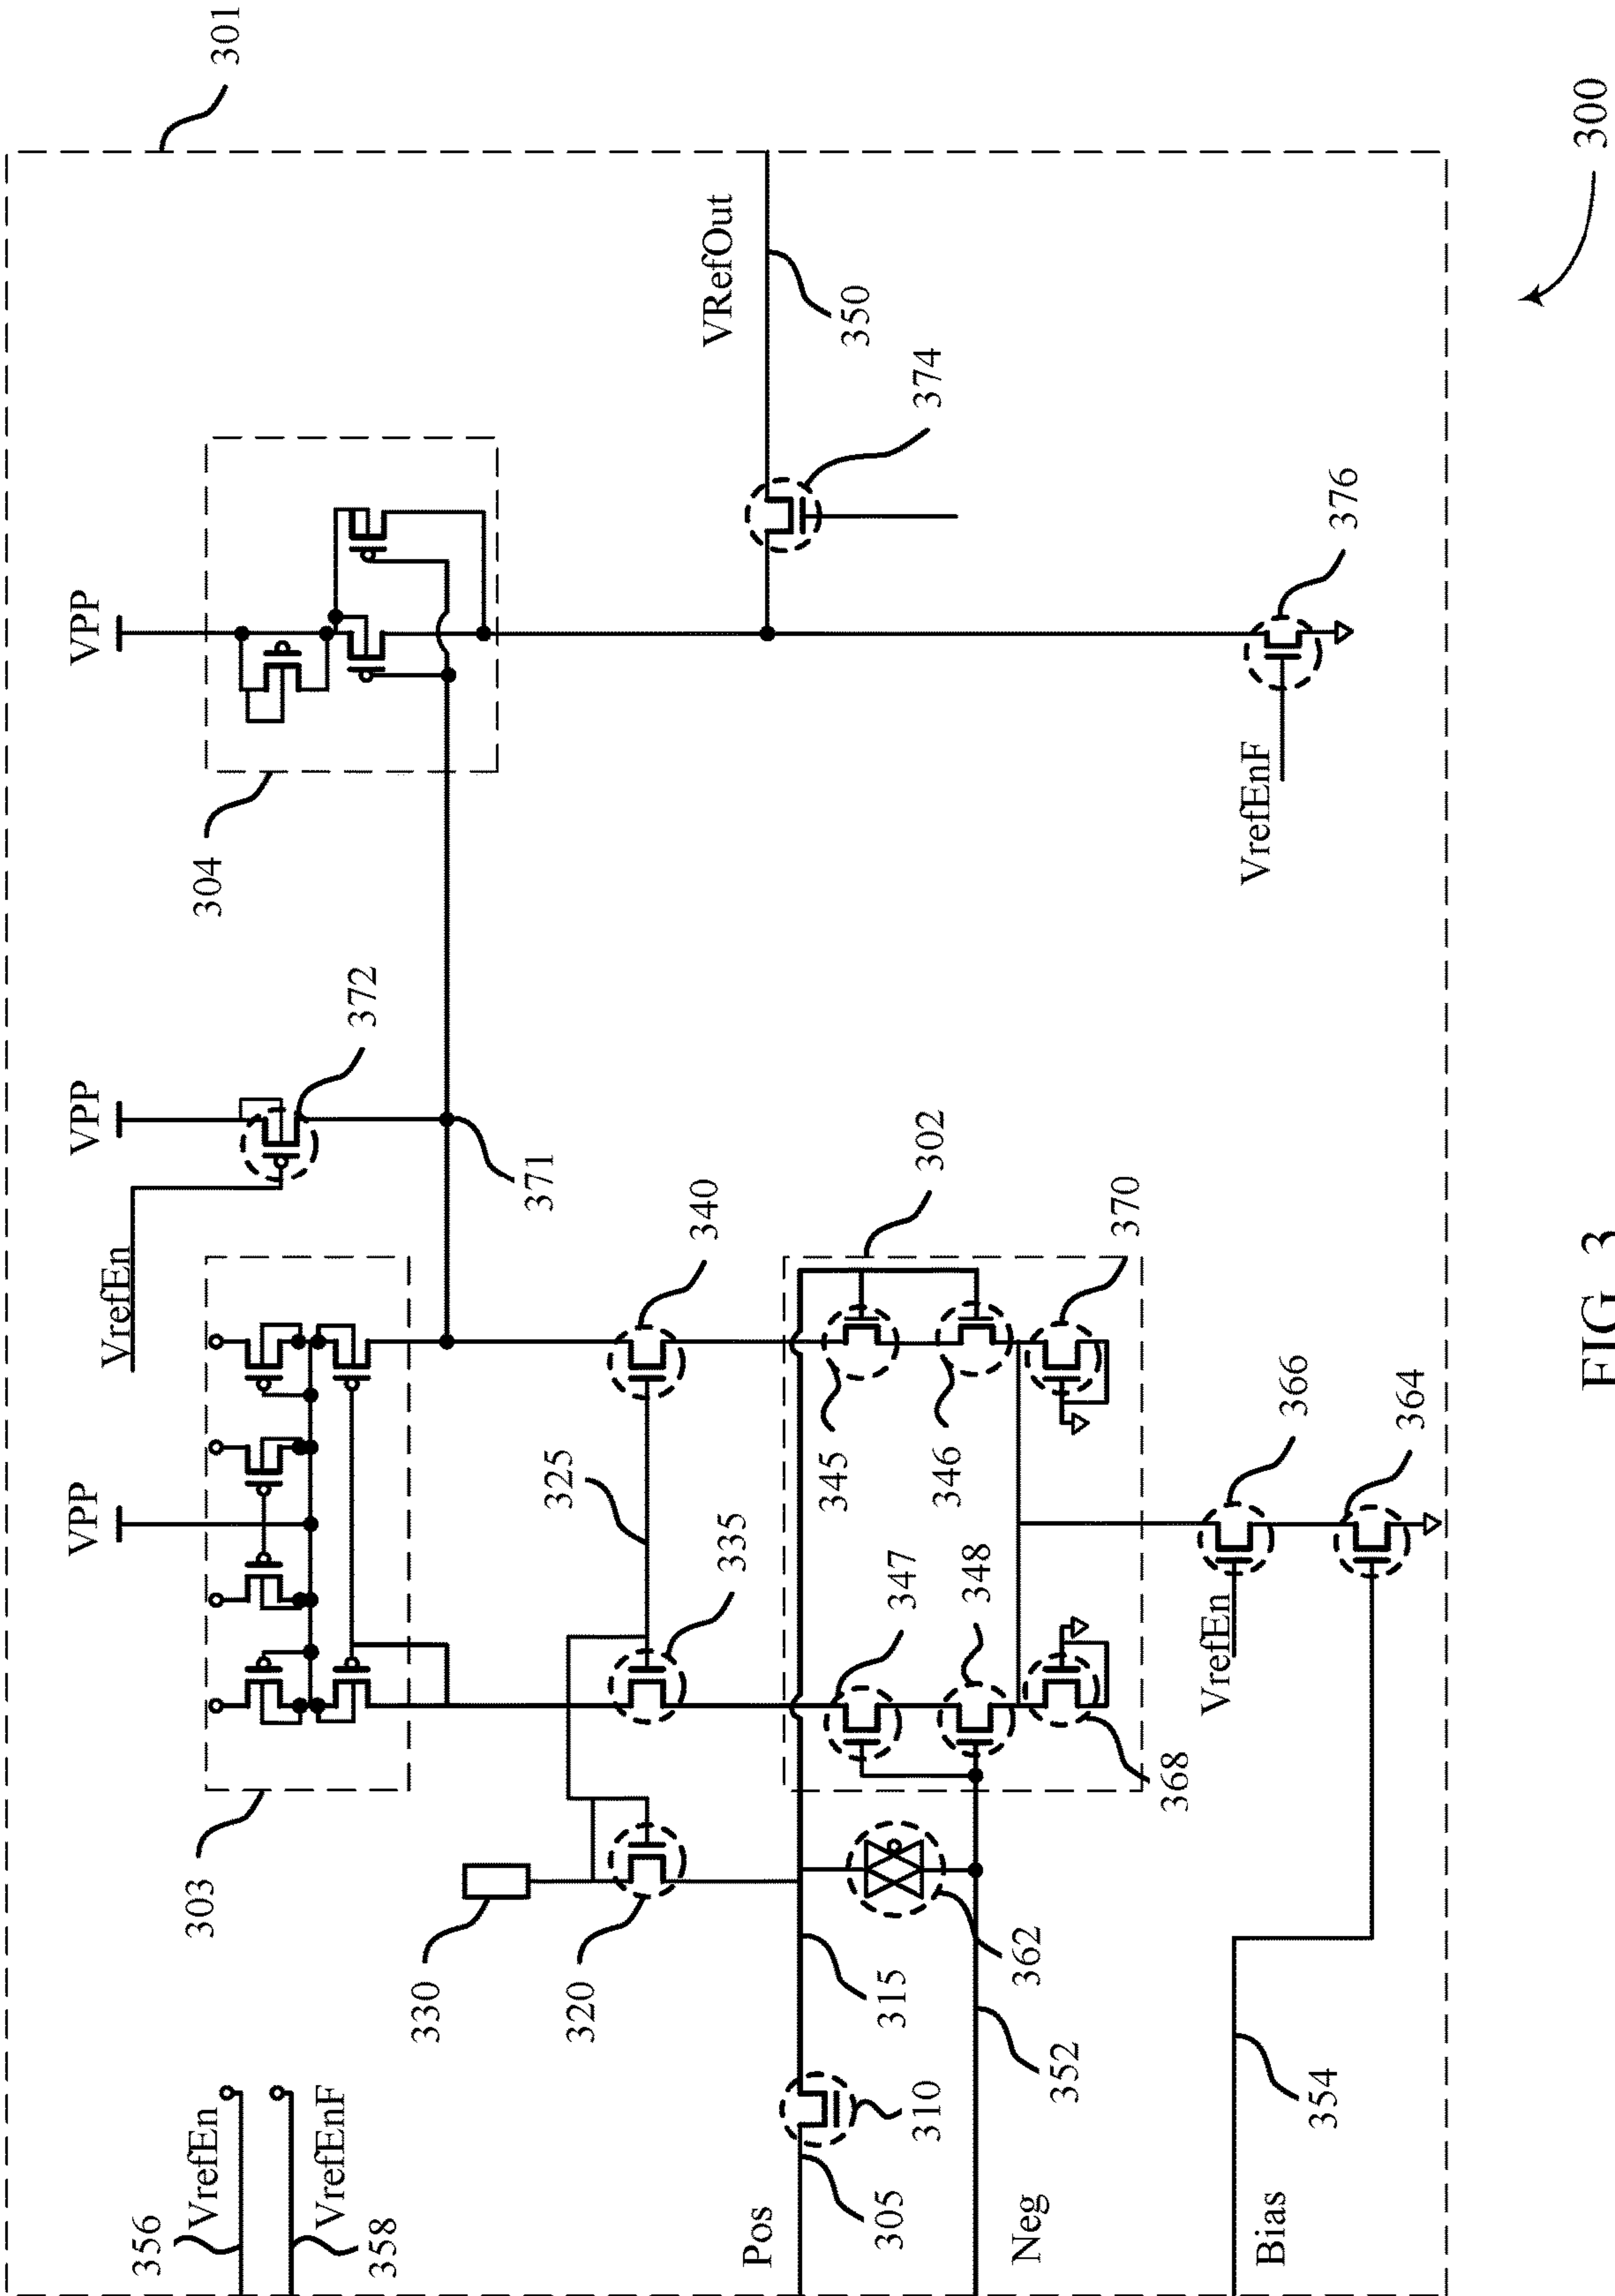 301
VPP
VPP
VPP
304
372
VrefEn
371
VRefOut
350
374
376
VrefEnF
303
325
340
335
302
345
346
347
348
370
368
366
364
VrefEn
330
320
315
362
352
310
305
354
356
VrefEn
VrefEnF
358
Pos
Neg
Bias
300
FIG. 3